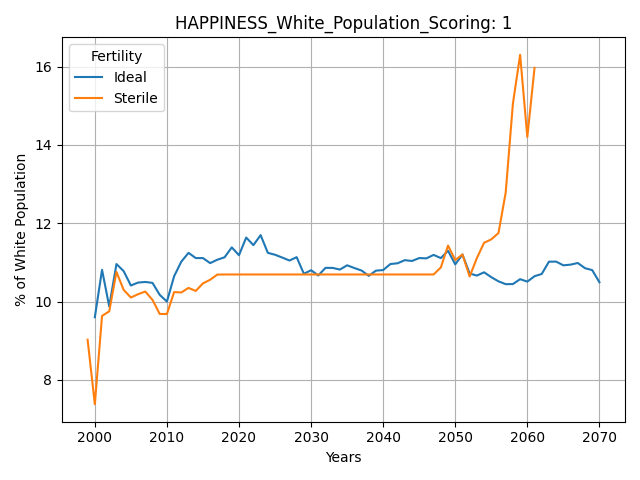 HAPPINESS_White_Population_Scoring: 1
Fertility
Ideal
Sterile
% of White Population
16
14
12
10
8
2000 2010 2020 2030 2040 2050 2060 2070
Years